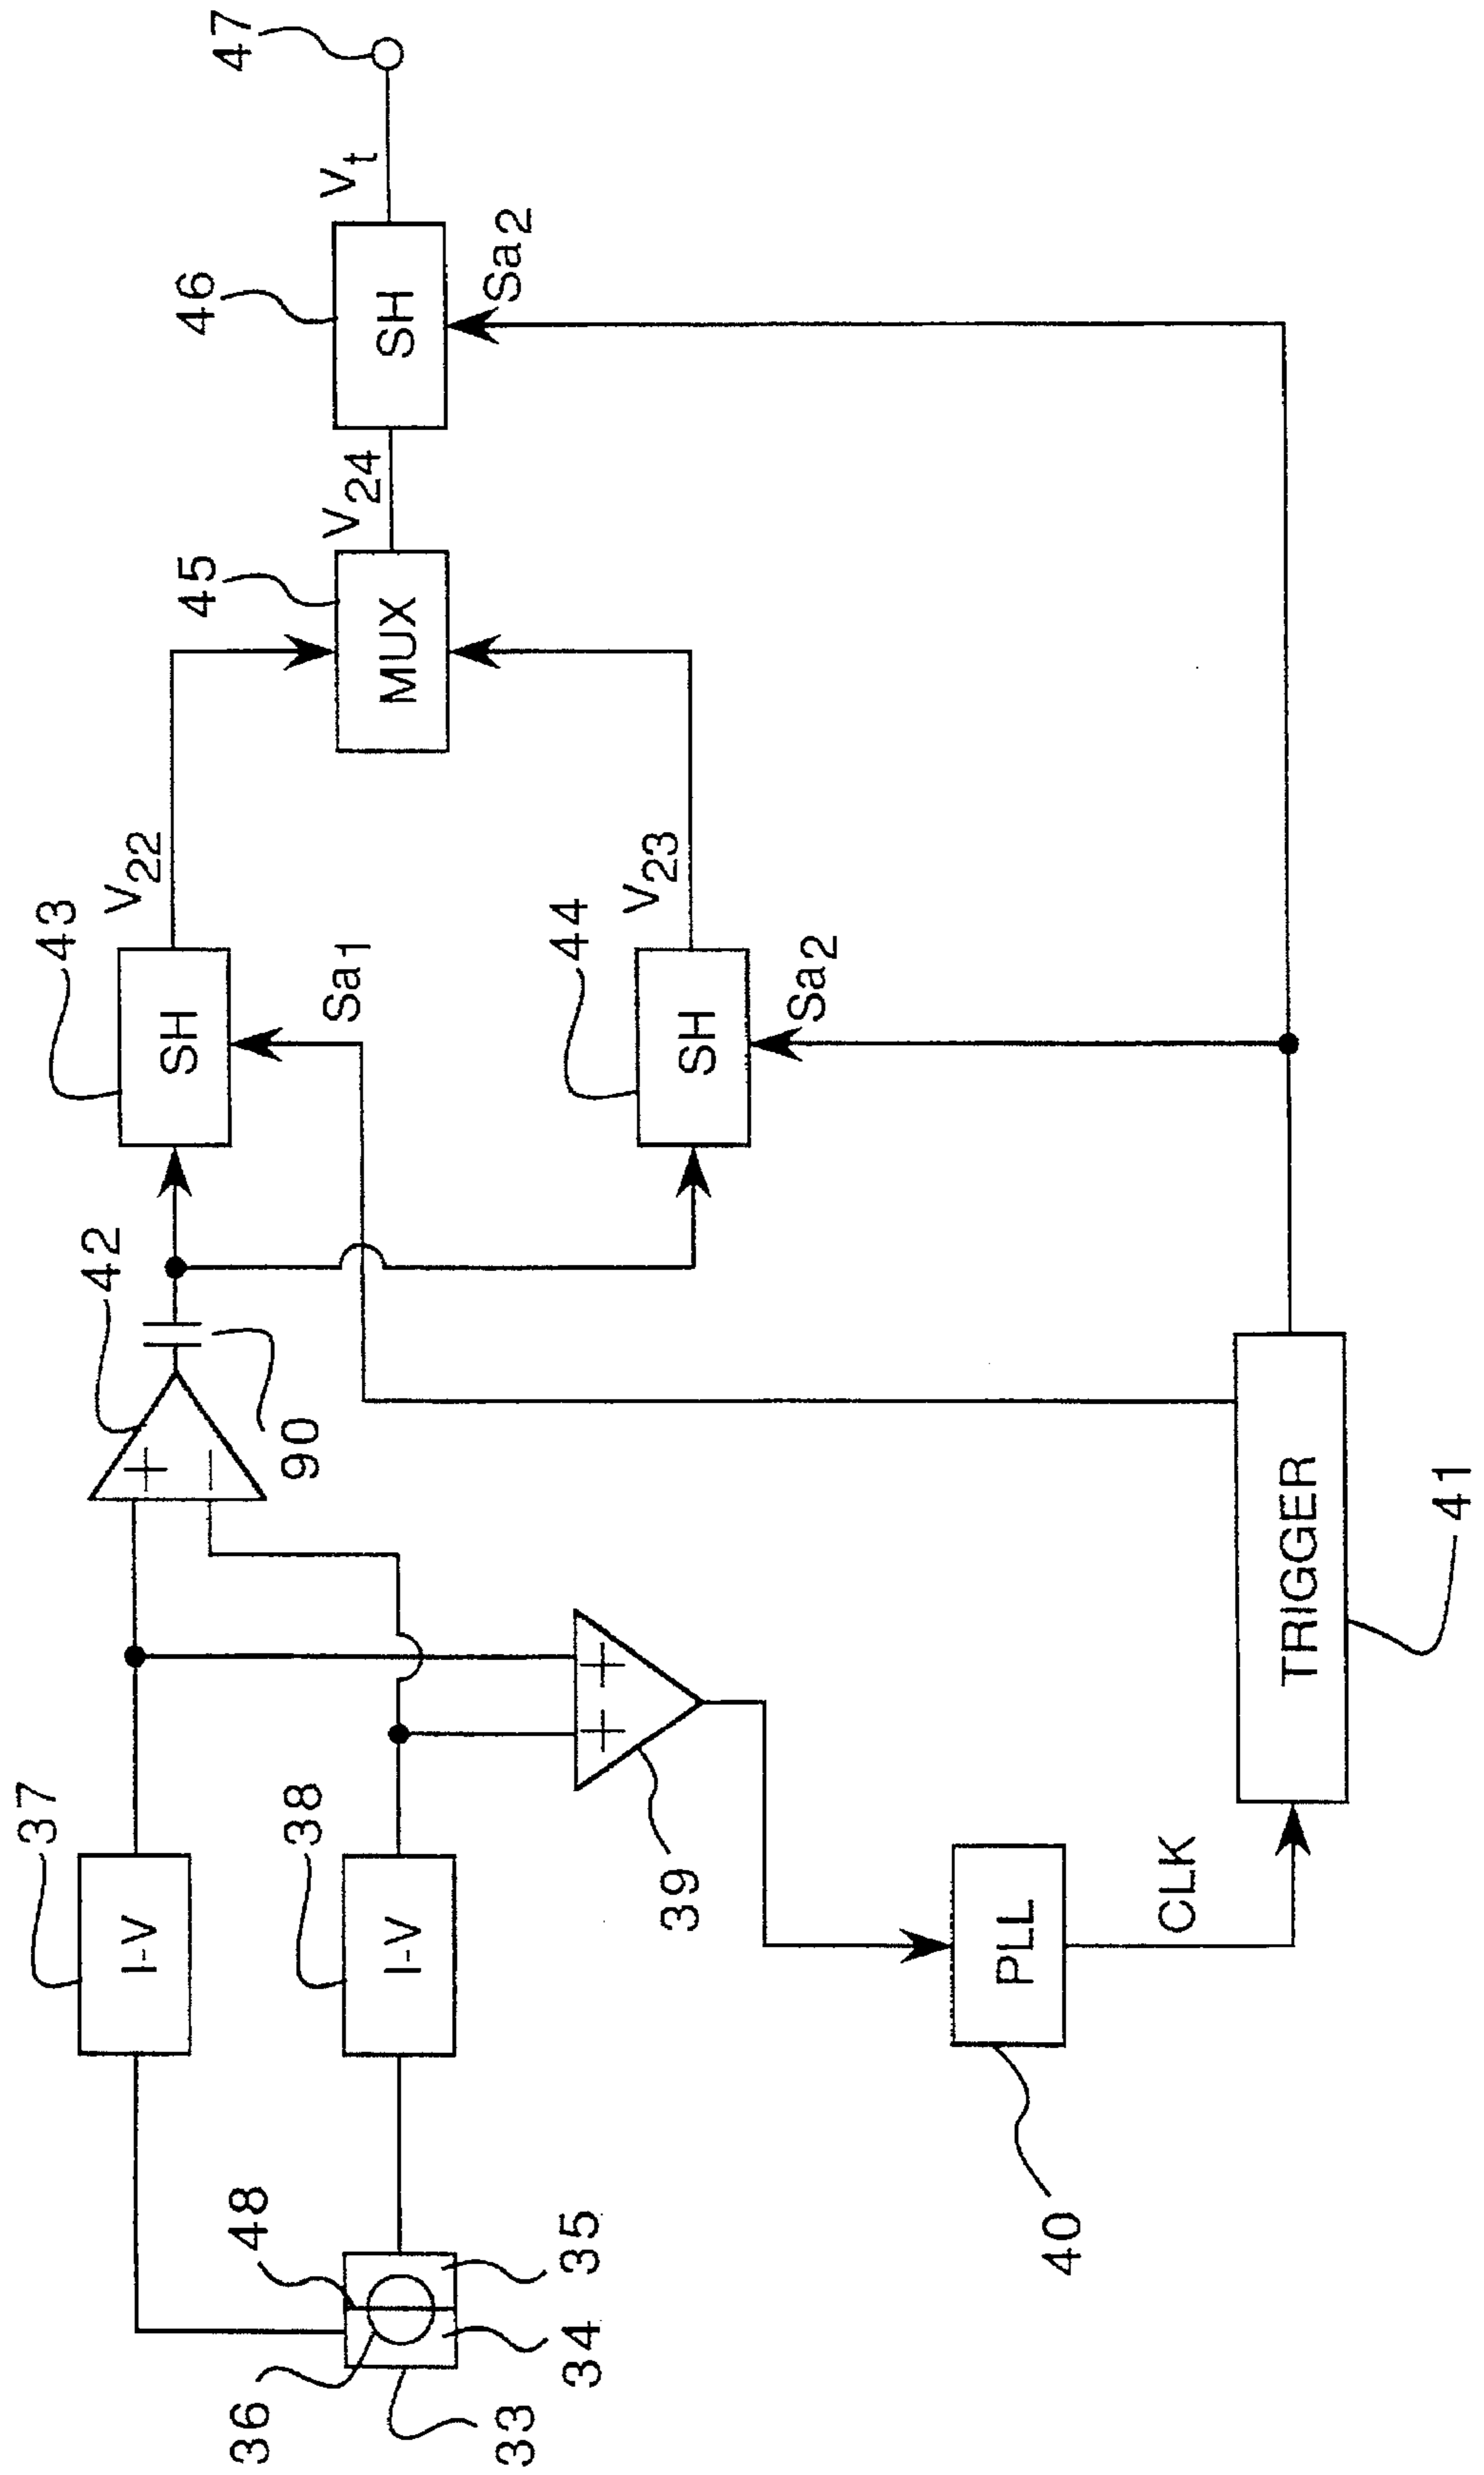 37
42
43
V22
46
47
I-V
+
−
90
SH
Sa1
45
MUX
V24
SH
Vt
Sa2
38
I-V
44
V23
SH
Sa2
36
48
33
34
35
+ +
39
40
PLL
CLK
TRIGGER
41